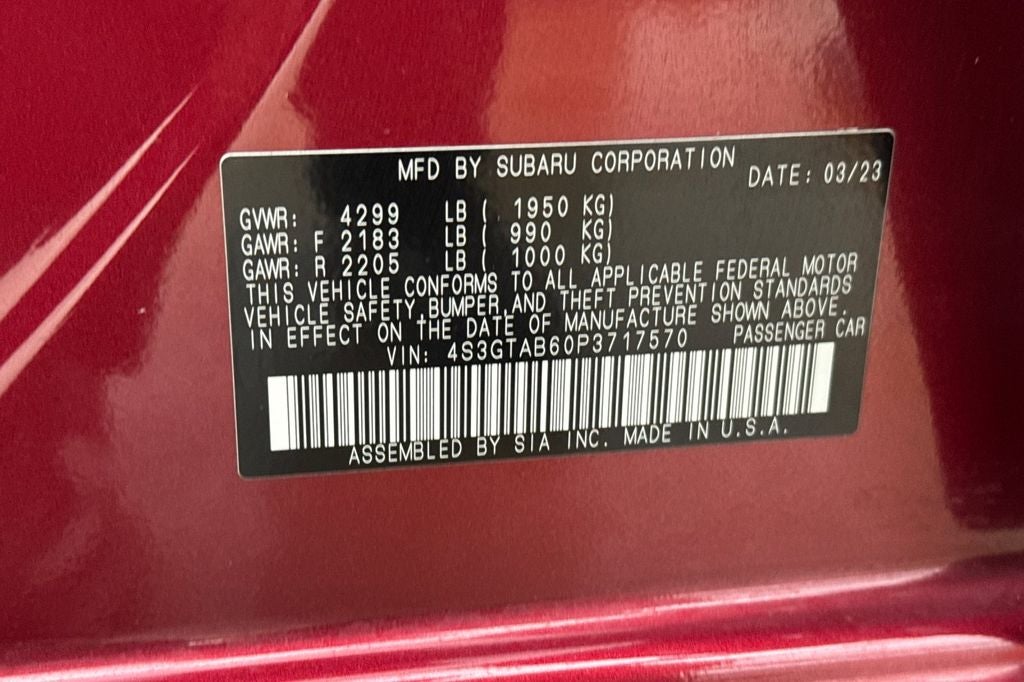 MFD BY SUBARU CORPORATION DATE: 03/23
GVWR: 4299 LB ( 1950 KG)
GAWR: F 2183 LB ( 990 KG)
GAWR: R 2205 LB ( 1000 KG)
THIS VEHICLE CONFORMS TO ALL APPLICABLE FEDERAL MOTOR
VEHICLE SAFETY, BUMPER, AND THEFT PREVENTION STANDARDS
IN EFFECT ON THE DATE OF MANUFACTURE SHOWN ABOVE.
VIN: 4S3GTAB60P3717570 PASSENGER CAR
ASSEMBLED BY SIA INC. MADE IN U.S.A.